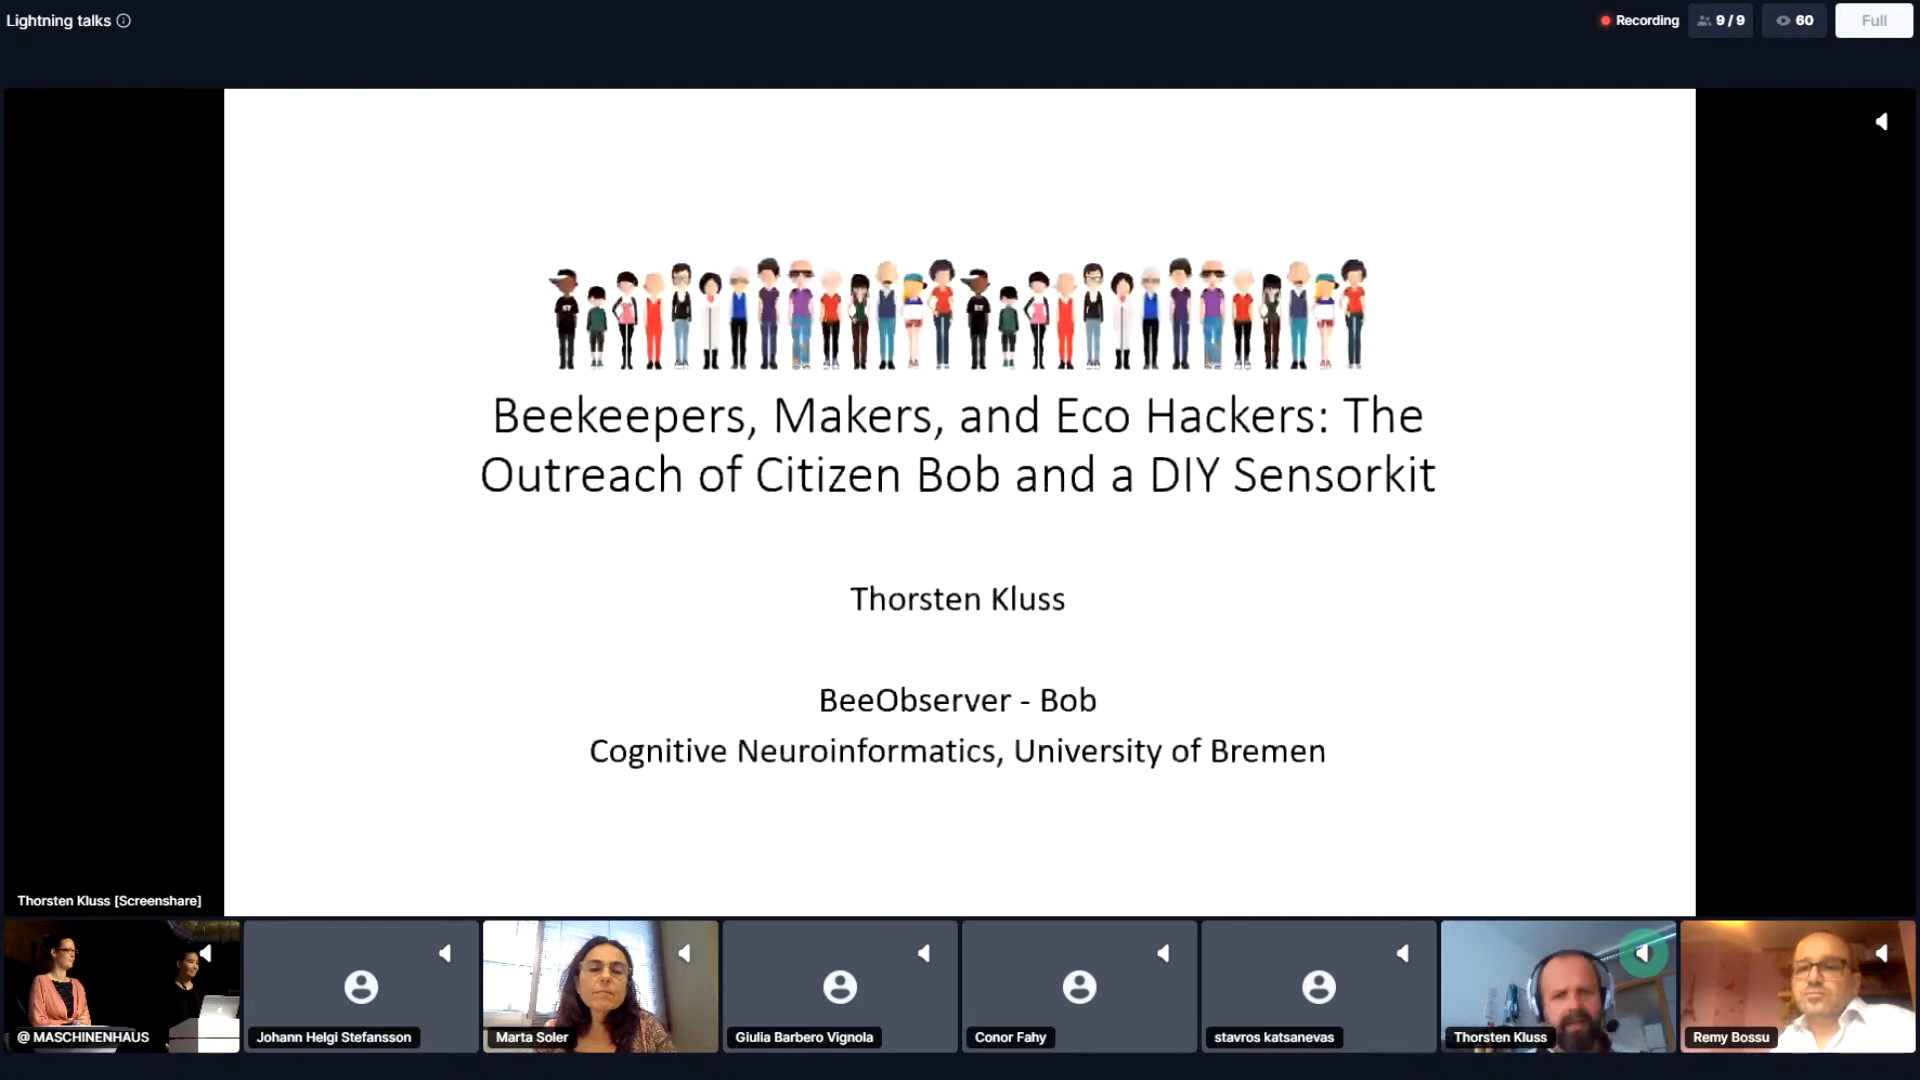 Lightning talks
Recording
9 / 9
60
Full
Beekeepers, Makers, and Eco Hackers: The
Outreach of Citizen Bob and a DIY Sensorkit
Thorsten Kluss
BeeObserver - Bob
Cognitive Neuroinformatics, University of Bremen
Thorsten Kluss [Screenshare]
@ MASCHINENHAUS
Johann Helgi Stefansson
Marta Soler
Giulia Barbero Vignola
Conor Fahy
stavros katsanevas
Thorsten Kluss
Remy Bossu